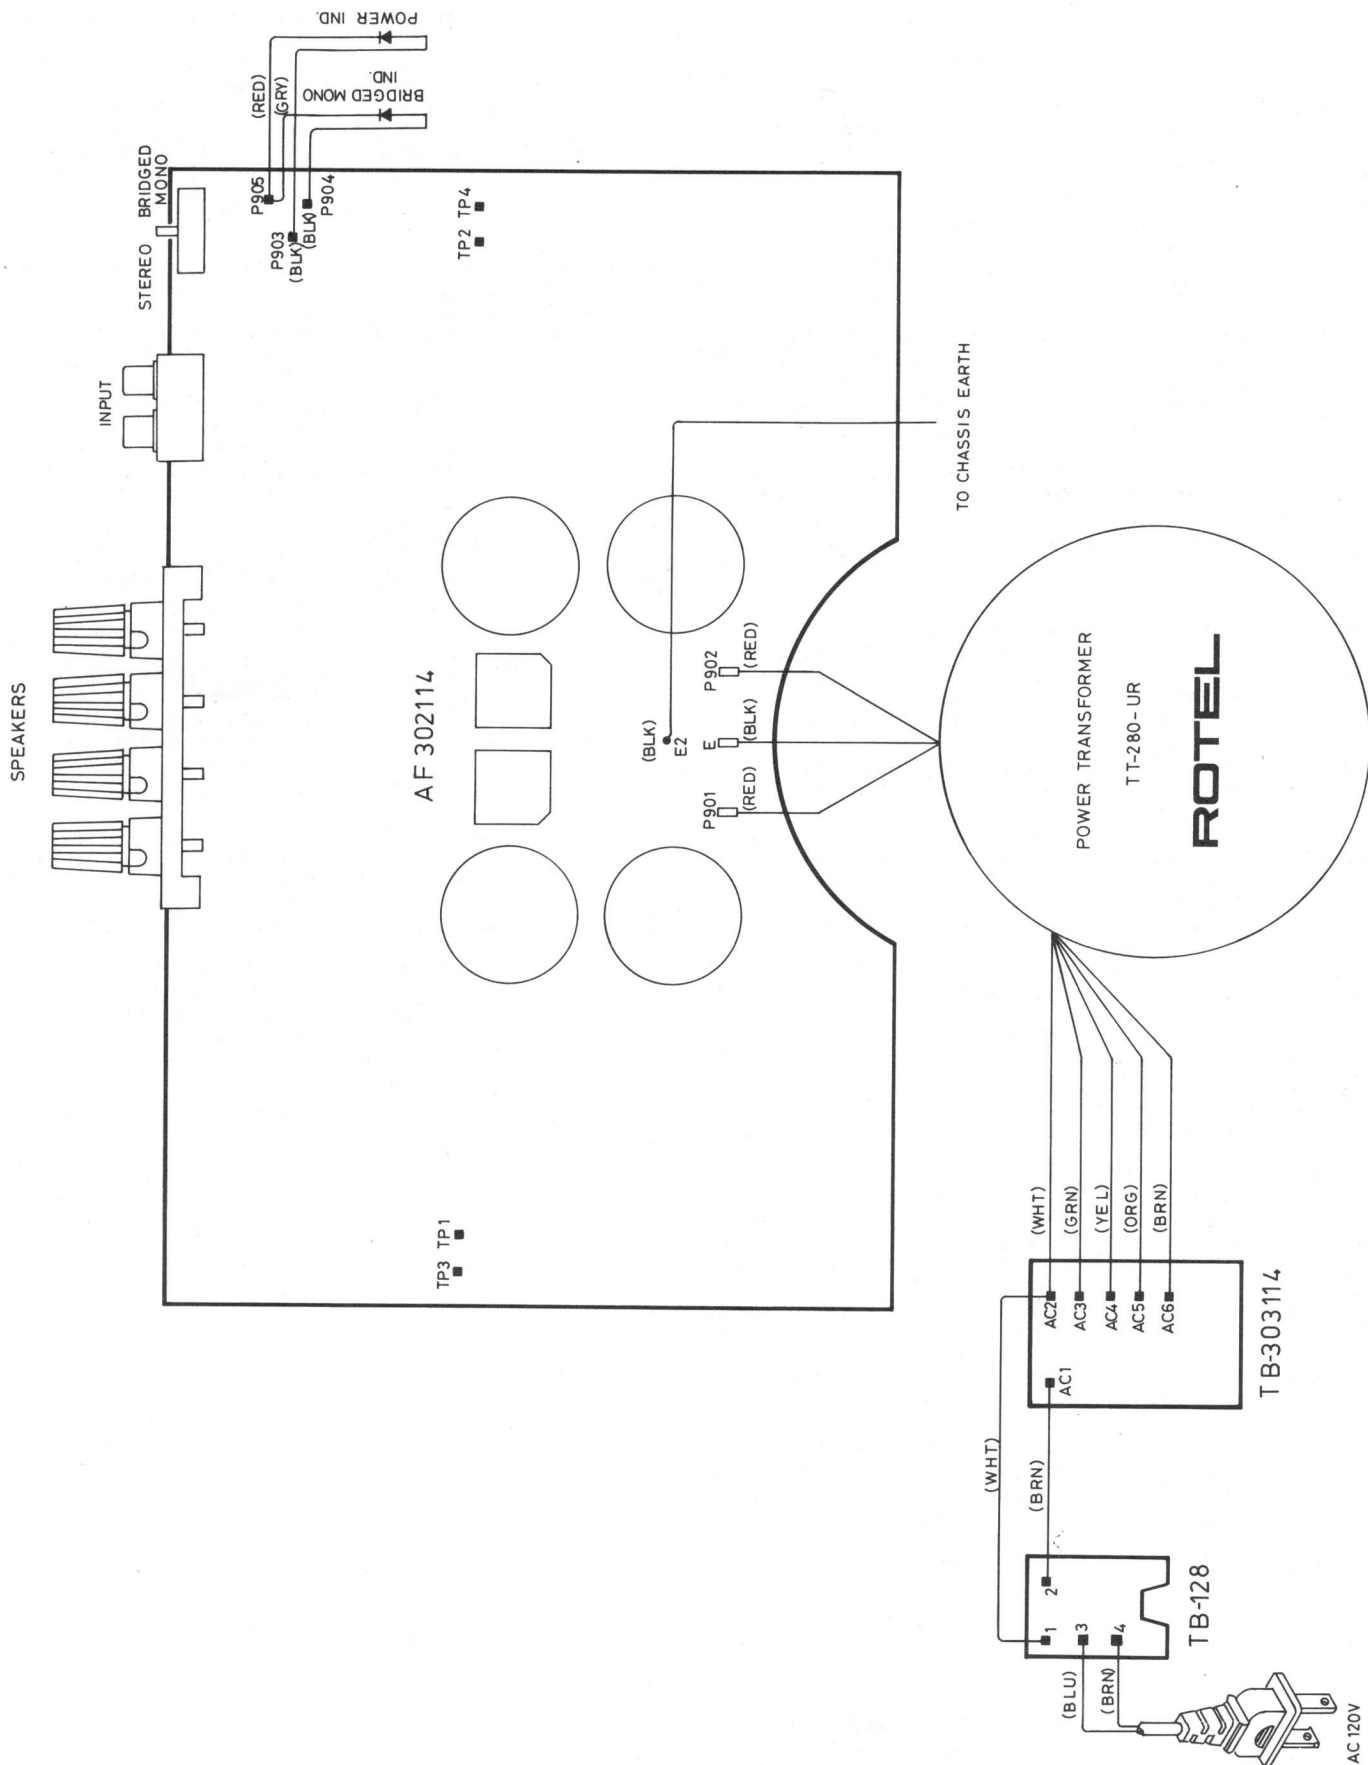 SPEAKERS
INPUT
STEREO
BRIDGED
MONO
P905
(RED)
(GRY)
POWER IND.
BRIDGED MONO
IND.
P903
(BLK)
(BLK)
P904
TP2
TP4
AF 302114
TP3
TP1
(BLK)
E2
P901
(RED)
E
(BLK)
P902
(RED)
TO CHASSIS EARTH
POWER TRANSFORMER
TT-280-UR
ROTEL
(WHT)
(GRN)
(YEL)
(ORG)
(BRN)
AC1
AC2
AC3
AC4
AC5
AC6
TB-303114
(WHT)
(BRN)
1
2
3
4
TB-128
(BLU)
(BRN)
AC 120V